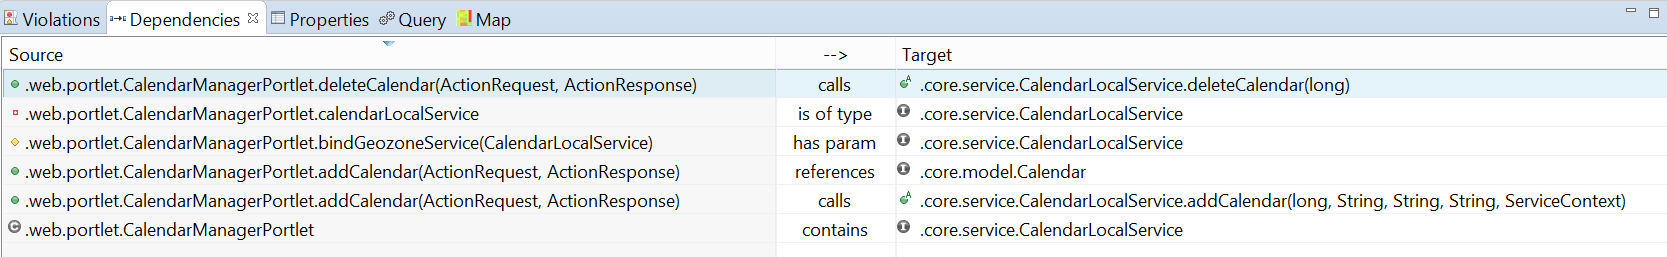 Violations Dependencies Properties Query Map
Source --> Target
.web.portlet.CalendarManagerPortlet.deleteCalendar(ActionRequest, ActionResponse) calls .core.service.CalendarLocalService.deleteCalendar(long)
.web.portlet.CalendarManagerPortlet.calendarLocalService is of type .core.service.CalendarLocalService
.web.portlet.CalendarManagerPortlet.bindGeozoneService(CalendarLocalService) has param .core.service.CalendarLocalService
.web.portlet.CalendarManagerPortlet.addCalendar(ActionRequest, ActionResponse) references .core.model.Calendar
.web.portlet.CalendarManagerPortlet.addCalendar(ActionRequest, ActionResponse) calls .core.service.CalendarLocalService.addCalendar(long, String, String, String, ServiceContext)
.web.portlet.CalendarManagerPortlet contains .core.service.CalendarLocalService